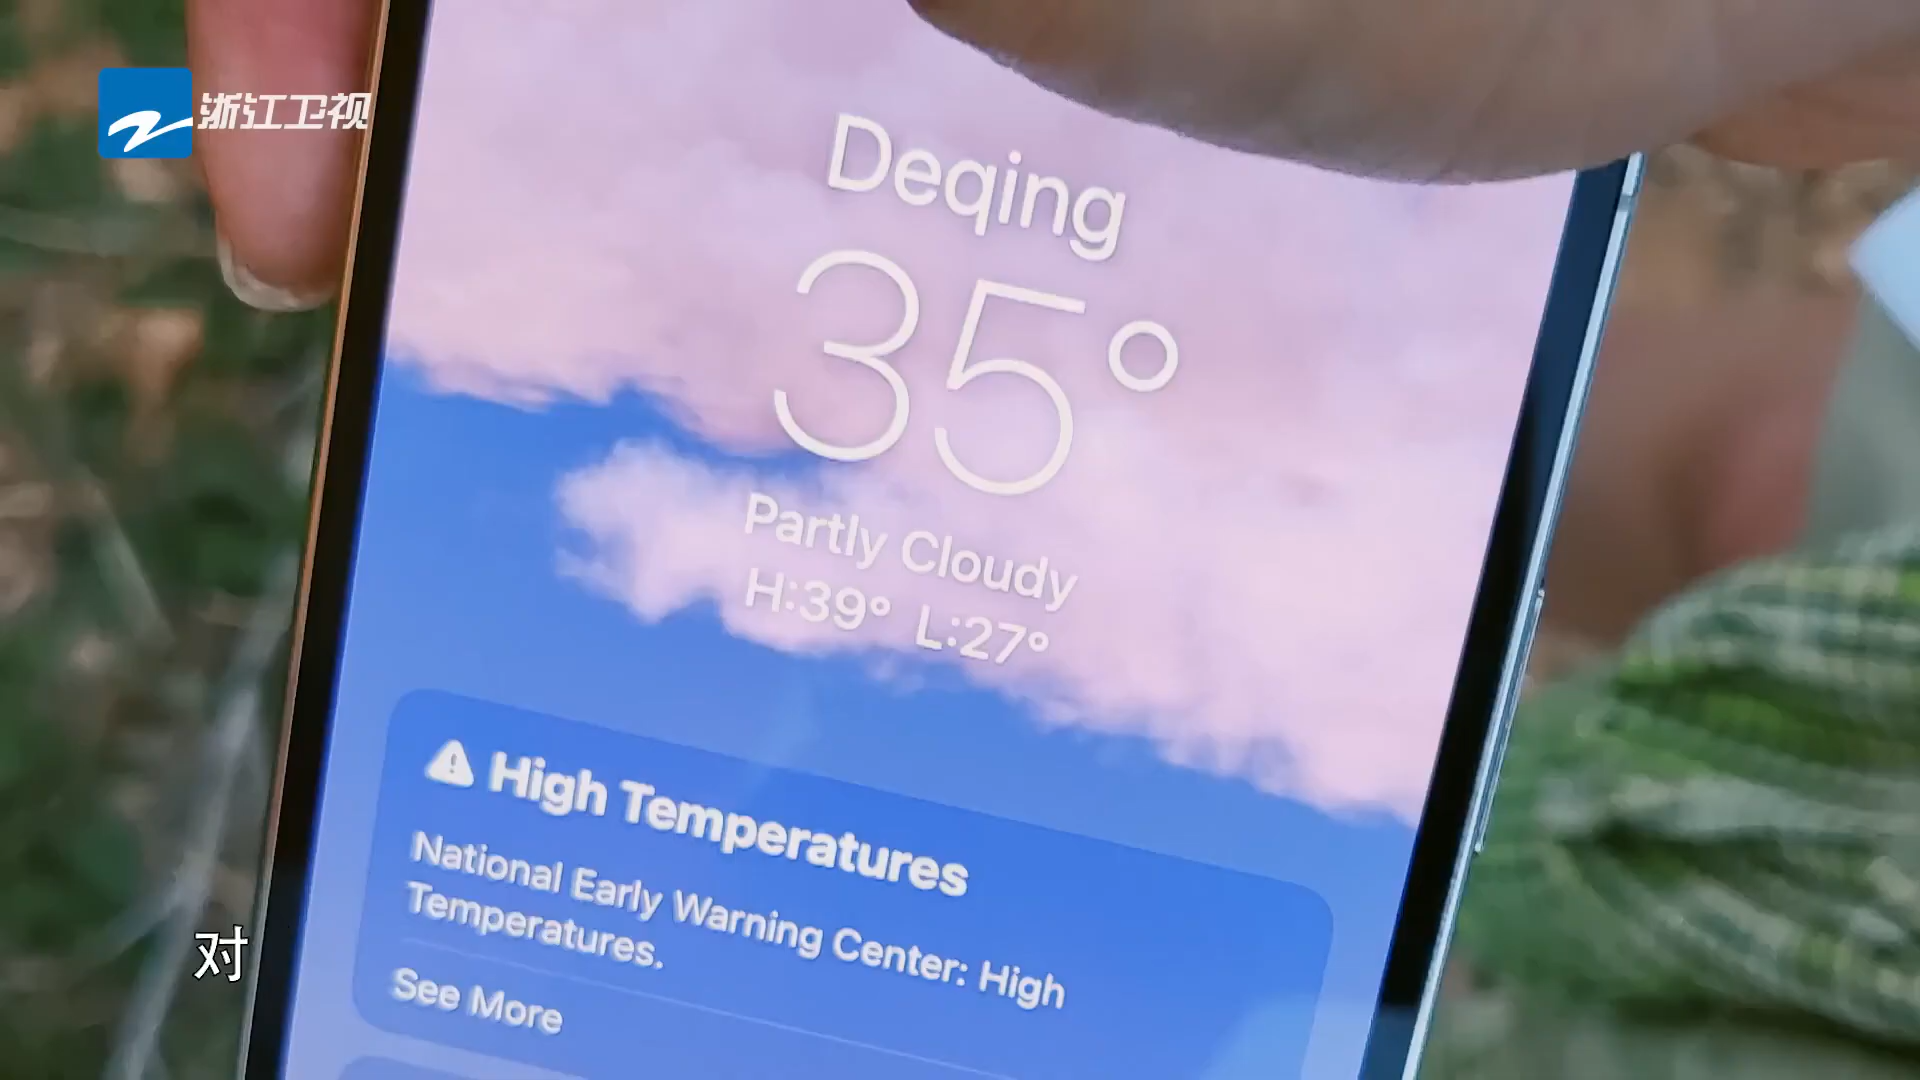 浙江卫视
Deqing
35°
Partly Cloudy
H:39° L:27°
High Temperatures
National Early Warning Center: High
Temperatures.
See More
对